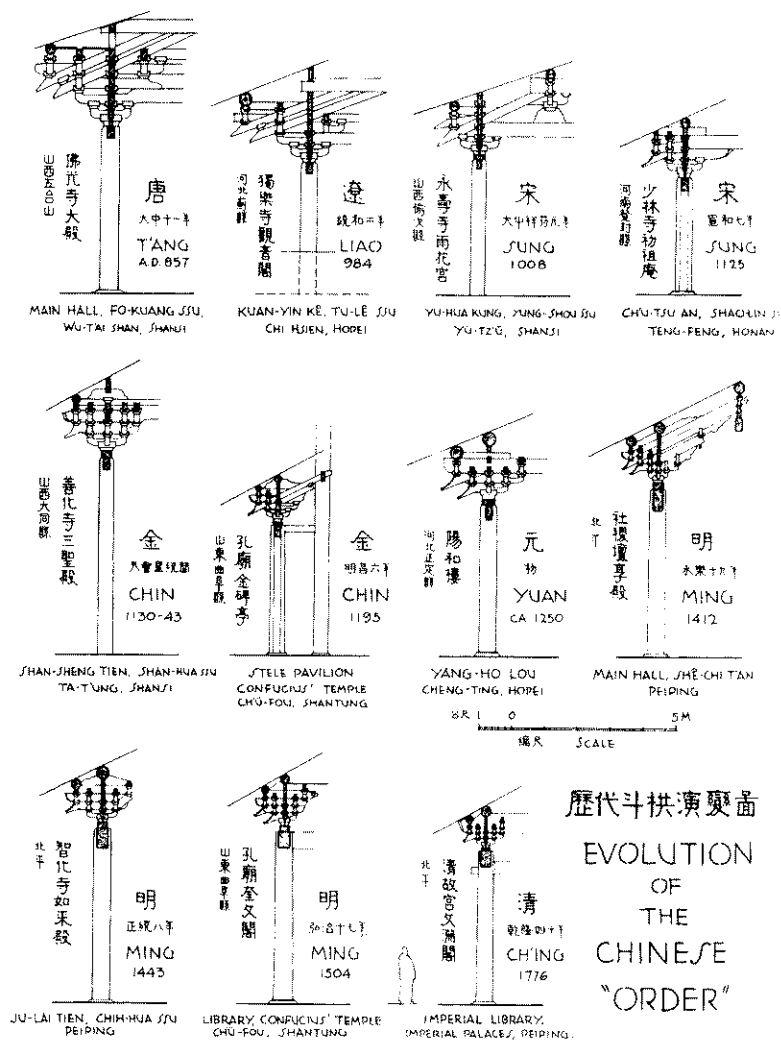 佛光寺大殿
山西五台山
唐
大中十一年
T'ANG
A.D. 857
MAIN HALL, FO-KUANG SSU,
WU-T'AI SHAN, SHANSI
獨樂寺觀音閣
河北薊縣
遼
統和二年
LIAO
984
KUAN-YIN KÊ, TU-LÊ SSU
CHI HSIEN, HOPEI
永壽寺雨花宮
山西榆次縣
宋
大中祥符元年
SUNG
1008
YÜ-HUA KUNG, YUNG-SHOU SSU
YÜ-TZ'Ŭ, SHANSI
少林寺初祖庵
河南登封縣
宋
宣和七年
SUNG
1125
CH'U-TSU AN, SHAO-LIN
TENG-FENG, HONAN
善化寺三聖殿
山西大同縣
金
天會皇統間
CHIN
1130-43
SHAN-SHENG TIEN, SHAN-HUA SSU
TA-T'UNG, SHANSI
孔廟金碑亭
山東曲阜縣
金
明昌六年
CHIN
1195
STELE PAVILION
CONFUCIUS' TEMPLE
CH'Ü-FOU, SHANTUNG
陽和樓
河北正定縣
元
初
YUAN
CA 1250
YANG-HO LOU
CHENG-TING, HOPEI
社稷壇享殿
北平
明
永樂十九年
MING
1412
MAIN HALL, SHÊ-CHI T'AN
PEIPING
8尺 1 0 5M
縮尺 SCALE
智化寺如来殿
北平
明
正統八年
MING
1443
JU-LAI TIEN, CHIH-HUA SSU
PEIPING
孔廟奎文閣
山東曲阜縣
明
弘治十七年
MING
1504
LIBRARY, CONFUCIUS' TEMPLE
CH'Ü-FOU, SHANTUNG
清故宮文淵閣
北平
清
乾隆四十年
CH'ING
1776
IMPERIAL LIBRARY,
IMPERIAL PALACES, PEIPING.
歷代斗栱演變圖
EVOLUTION
OF
THE
CHINESE
"ORDER"